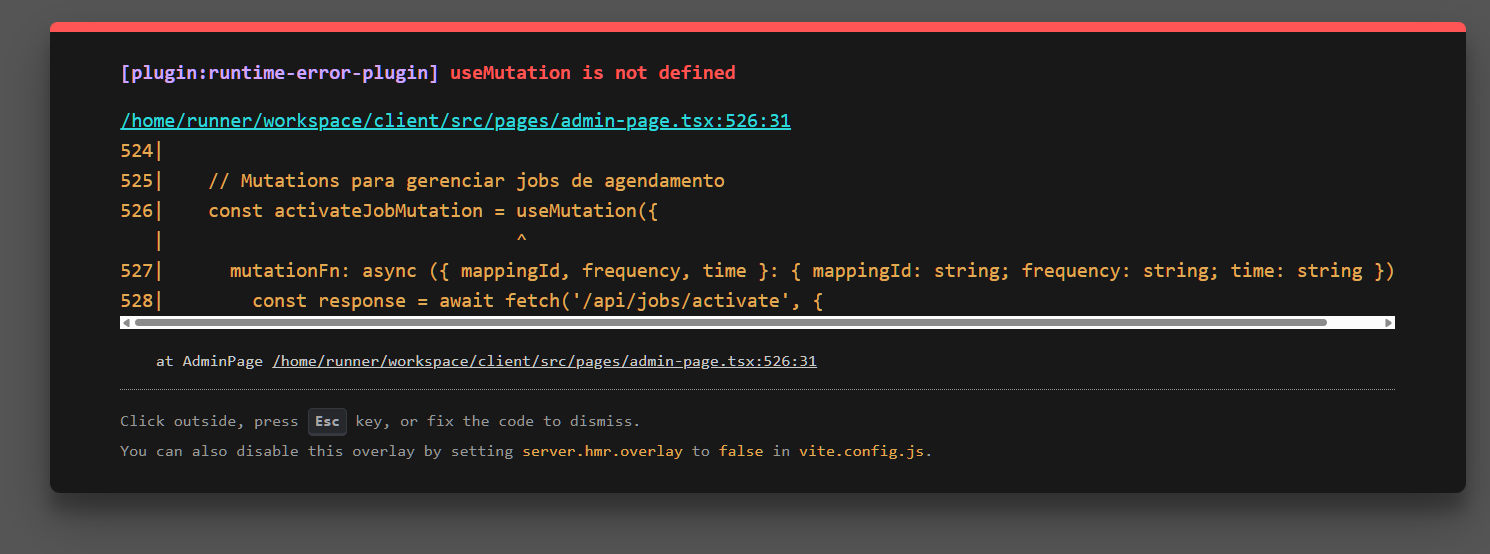 [plugin:runtime-error-plugin] useMutation is not defined
/home/runner/workspace/client/src/pages/admin-page.tsx:526:31
524|
525|    // Mutations para gerenciar jobs de agendamento
526|    const activateJobMutation = useMutation({
   |                                ^
527|      mutationFn: async ({ mappingId, frequency, time }: { mappingId: string; frequency: string; time: string })
528|        const response = await fetch('/api/jobs/activate', {
at AdminPage /home/runner/workspace/client/src/pages/admin-page.tsx:526:31
Click outside, press Esc key, or fix the code to dismiss.
You can also disable this overlay by setting server.hmr.overlay to false in vite.config.js.